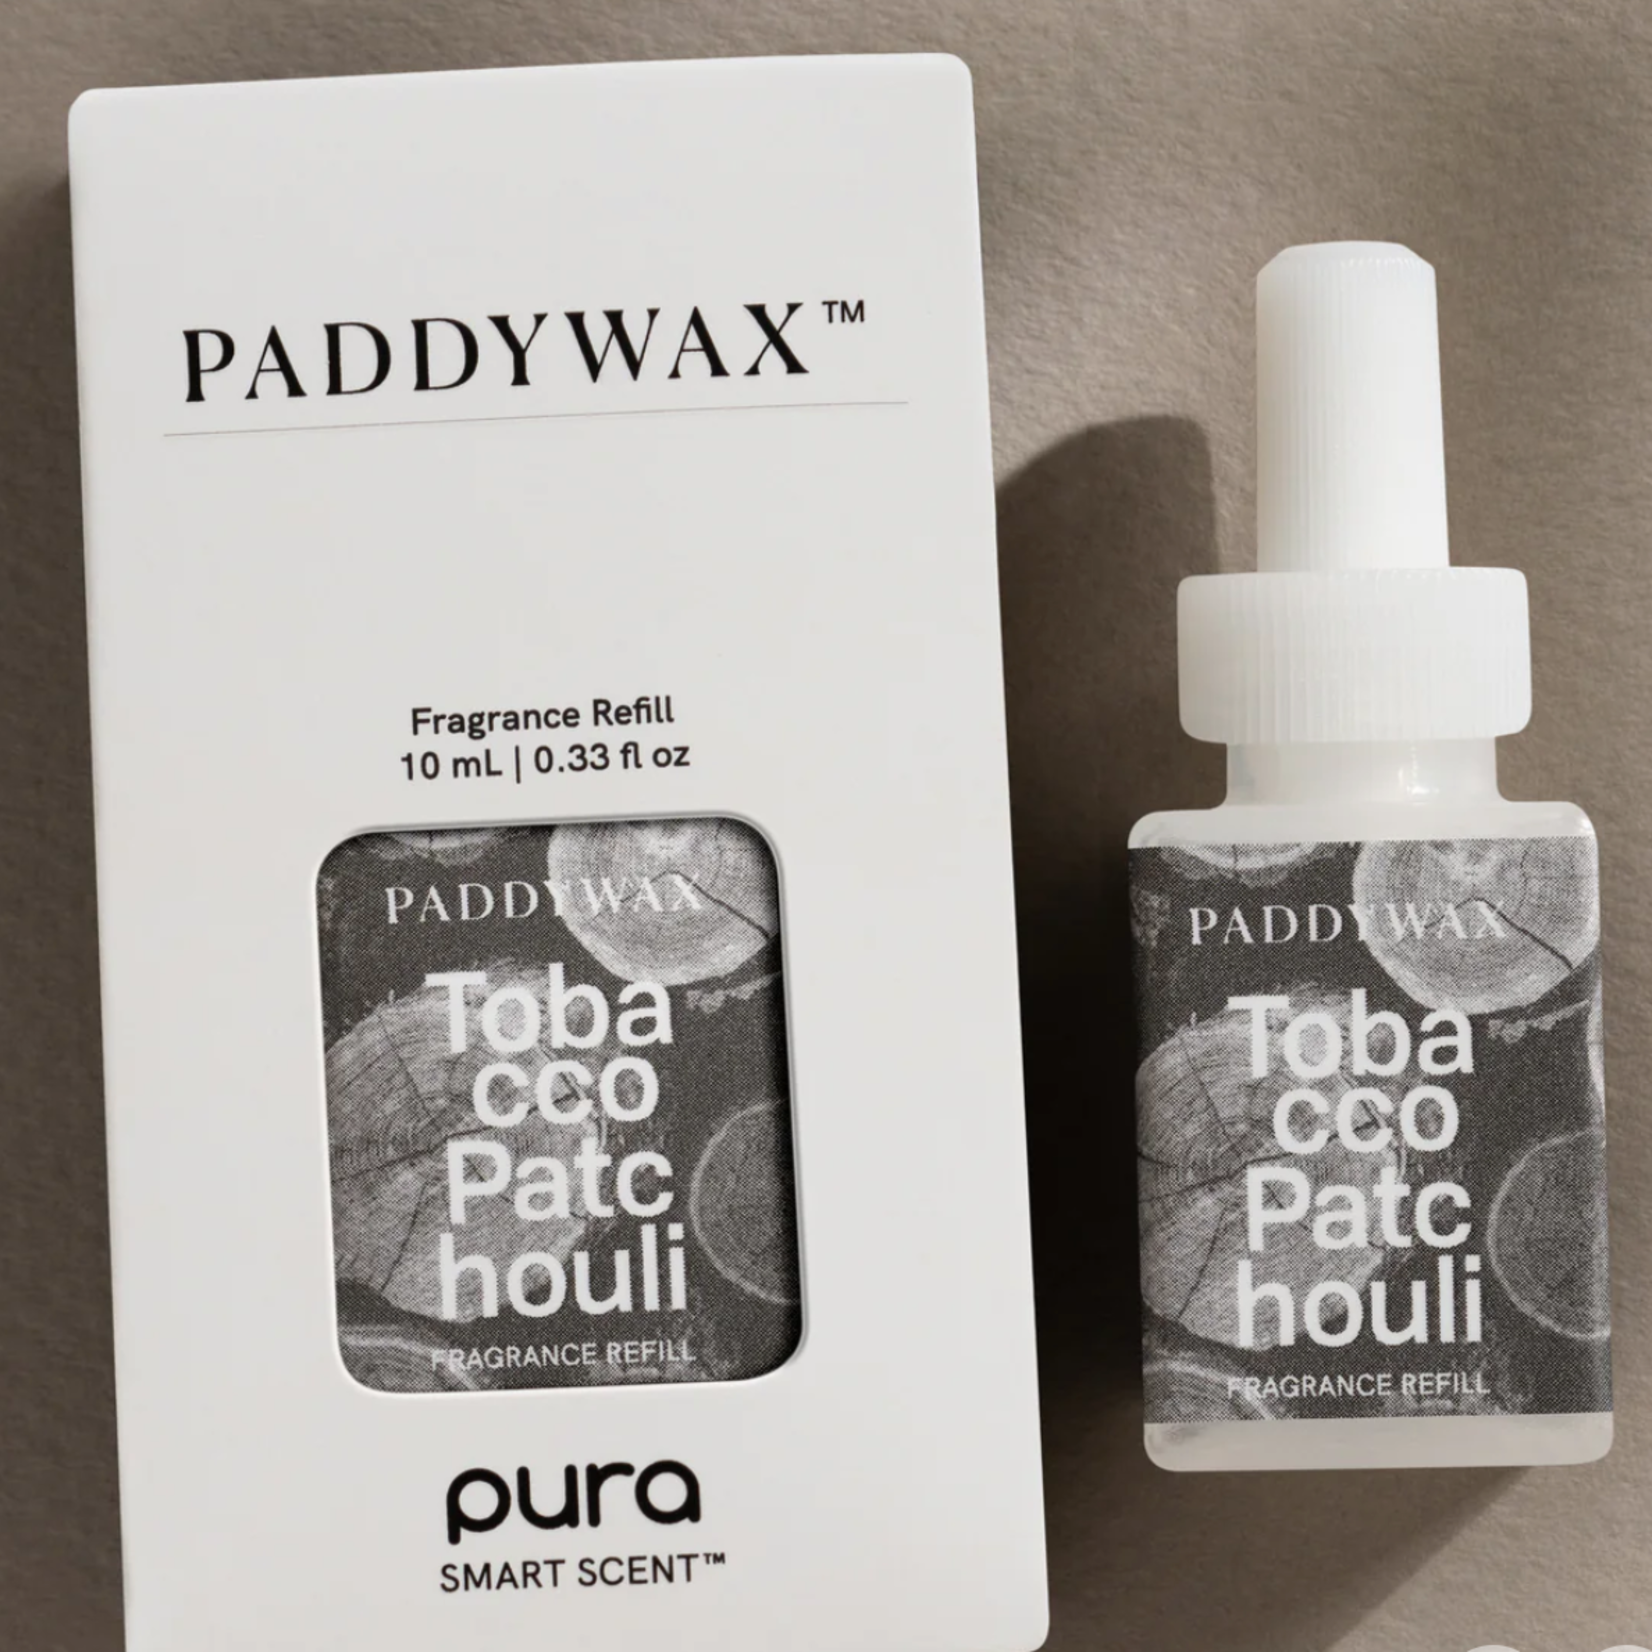 PADDYWAX™
Fragrance Refill
10 mL | 0.33 fl oz
PADDYWAX
Toba
cco
Patc
houli
FRAGRANCE REFILL
pura
SMART SCENT™
PADDYWAX
Toba
cco
Patc
houli
FRAGRANCE REFILL